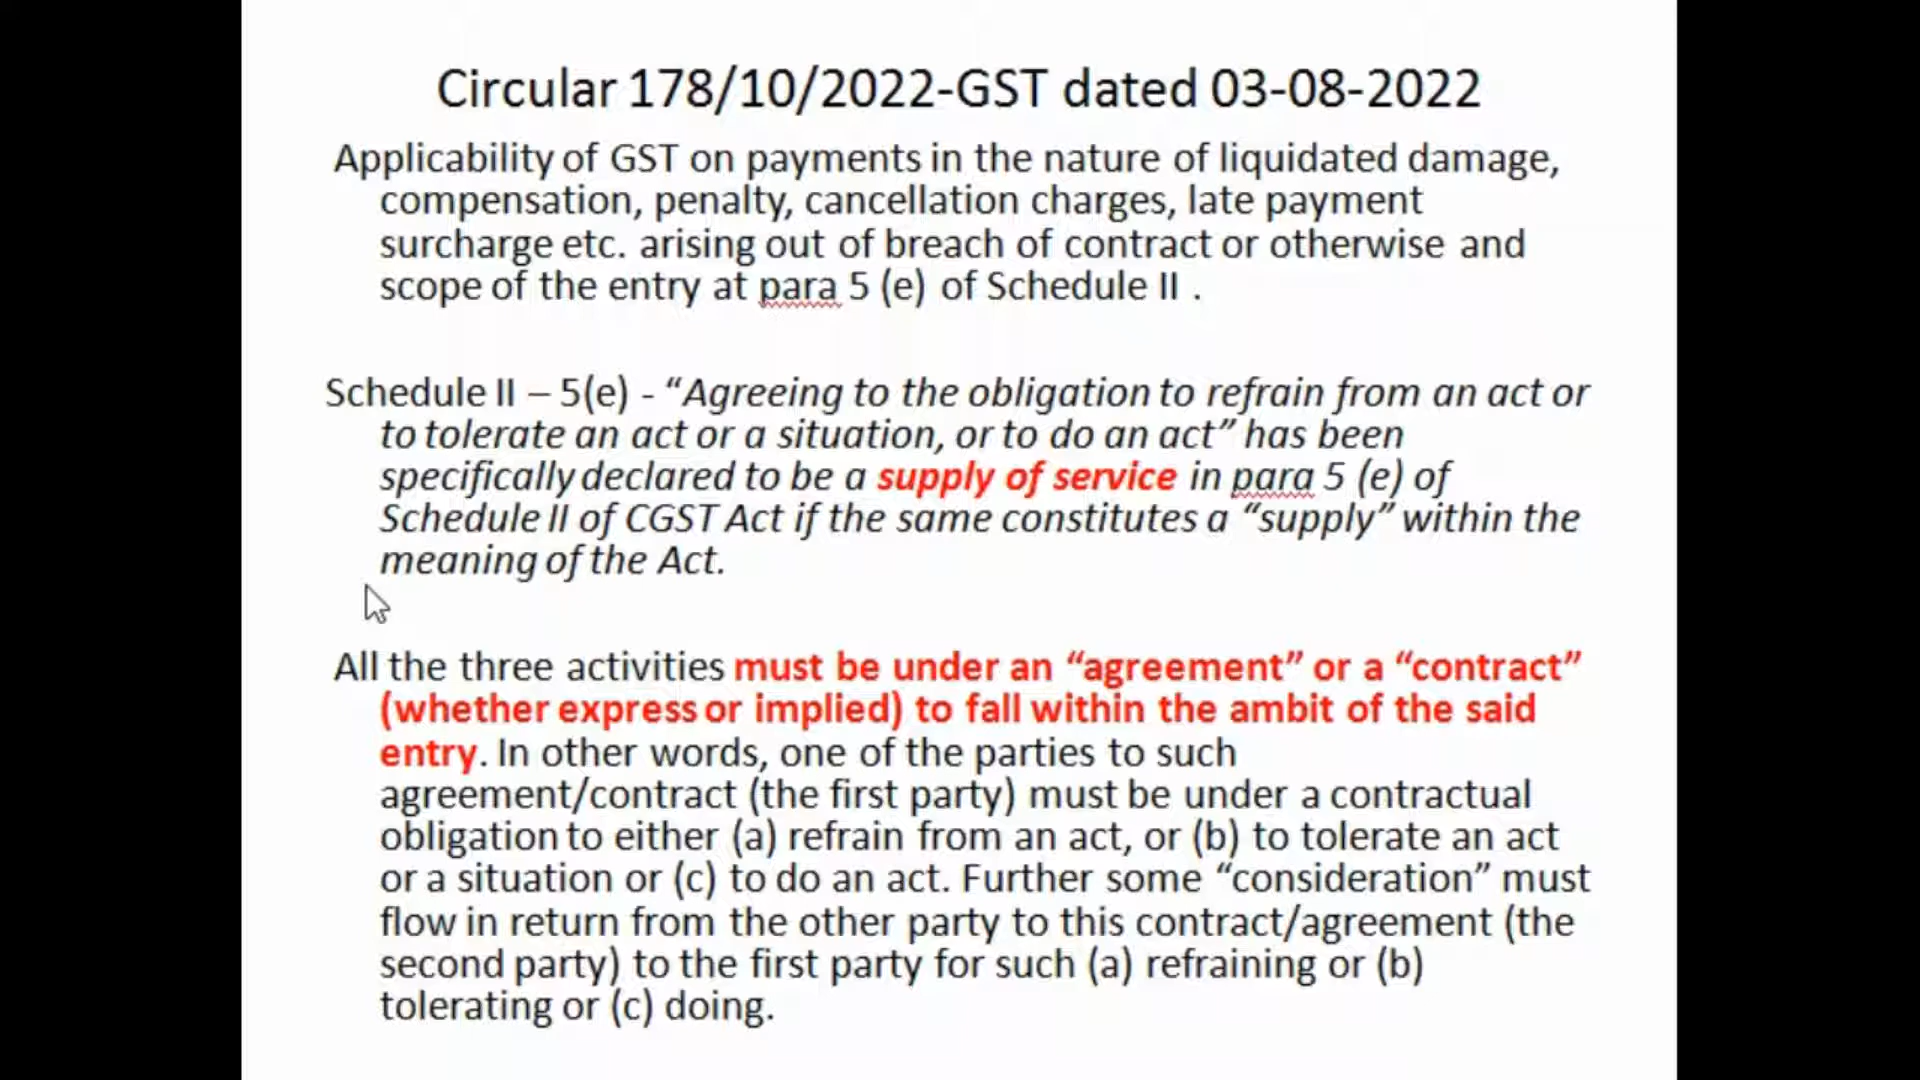 Circular 178/10/2022-GST dated 03-08-2022
Applicability of GST on payments in the nature of liquidated damage,
compensation, penalty, cancellation charges, late payment
surcharge etc. arising out of breach of contract or otherwise and
scope of the entry at para 5 (e) of Schedule II .
Schedule II – 5(e) - “Agreeing to the obligation to refrain from an act or
to tolerate an act or a situation, or to do an act” has been
specifically declared to be a supply of service in para 5 (e) of
Schedule II of CGST Act if the same constitutes a “supply” within the
meaning of the Act.
All the three activities must be under an “agreement” or a “contract”
(whether express or implied) to fall within the ambit of the said
entry. In other words, one of the parties to such
agreement/contract (the first party) must be under a contractual
obligation to either (a) refrain from an act, or (b) to tolerate an act
or a situation or (c) to do an act. Further some “consideration” must
flow in return from the other party to this contract/agreement (the
second party) to the first party for such (a) refraining or (b)
tolerating or (c) doing.